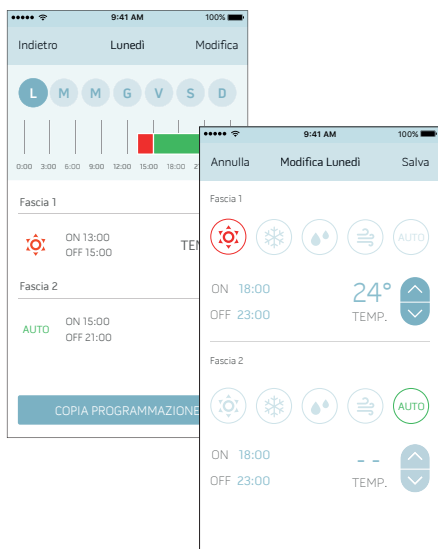 9:41 AM 100%
Indietro Lunedì Modifica
L M M G V S D
0:00 3:00 6:00 9:00 12:00 15:00 18:00
Fascia 1
ON 13:00
OFF 15:00
Fascia 2
AUTO ON 15:00
OFF 21:00
COPIA PROGRAMMAZIONE
9:41 AM 100%
Annulla Modifica Lunedì Salva
Fascia 1
AUTO
ON 18:00 24°
OFF 23:00 TEMP.
Fascia 2
AUTO
ON 18:00 - -
OFF 23:00 TEMP.